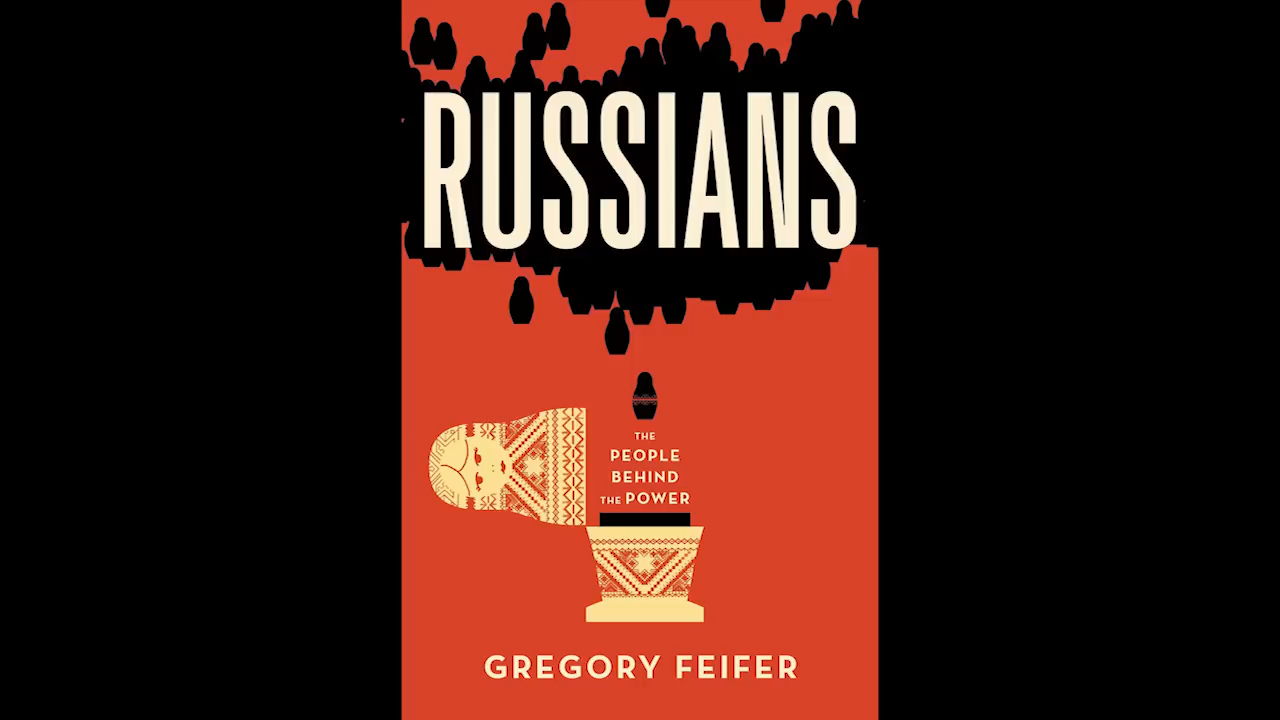 RUSSIANS
THE
PEOPLE
BEHIND
THE POWER
GREGORY FEIFER